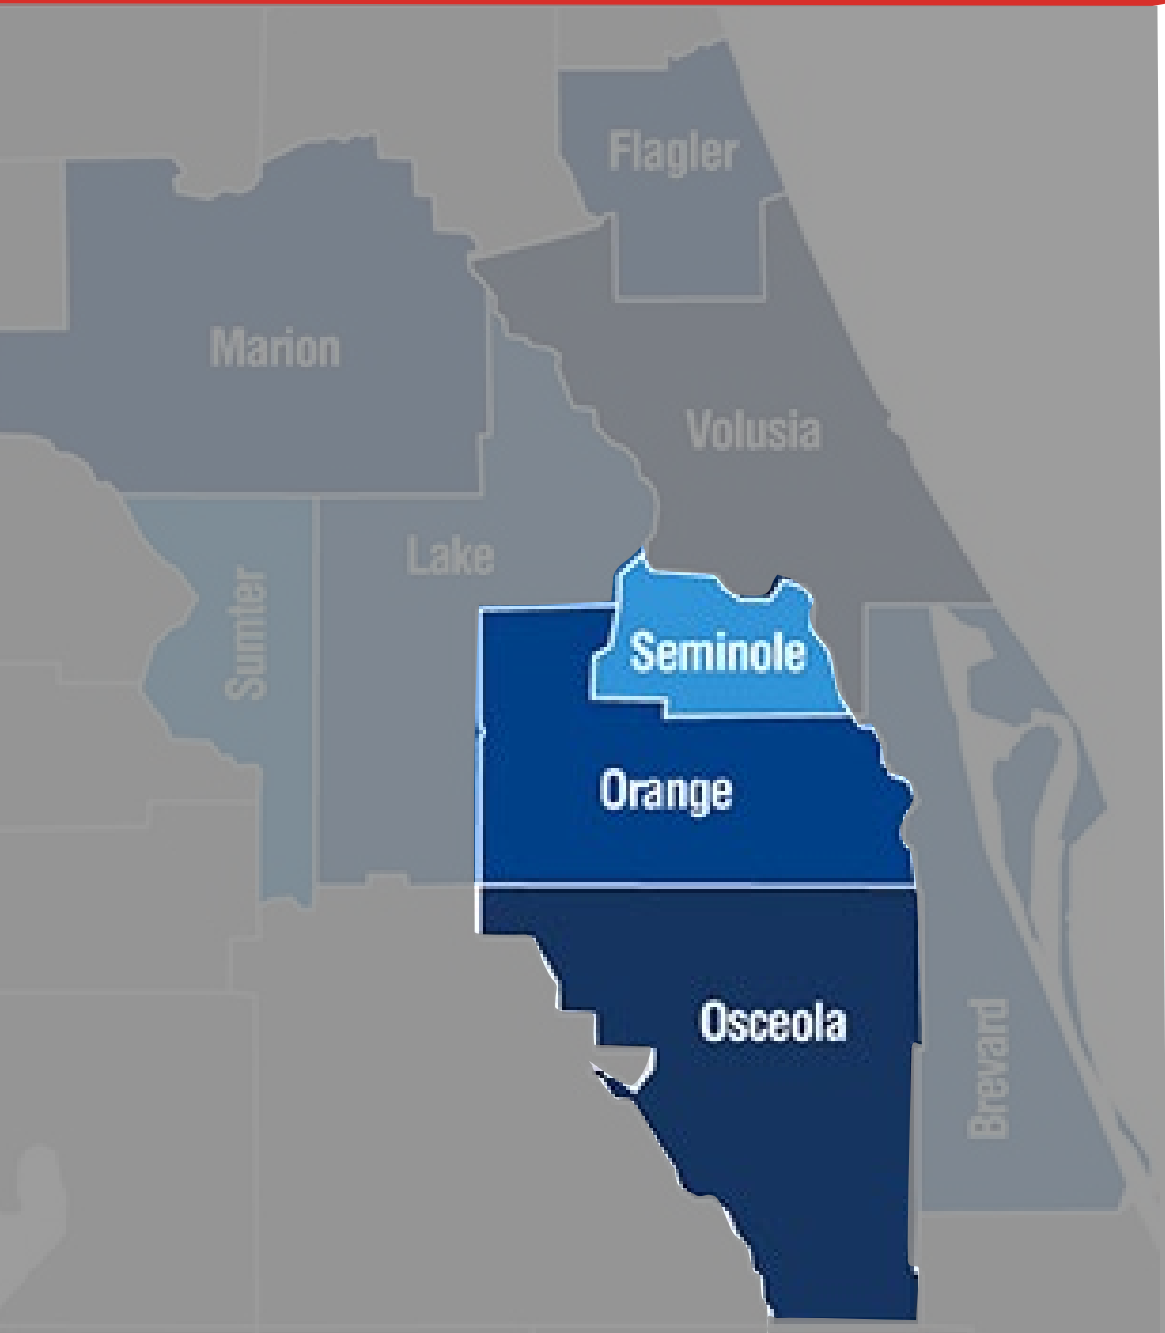 Flagler
Marion
Volusia
Lake
Sumter
Seminole
Orange
Osceola
Brevard